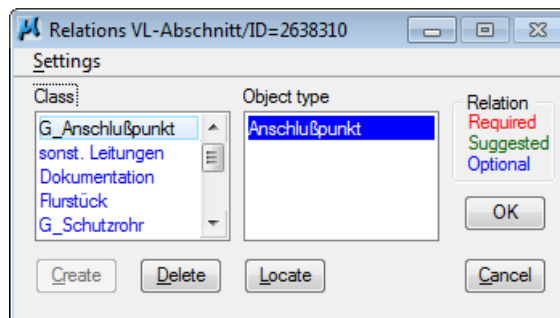 Relations VL-Abschnitt/ID=2638310
Settings
Class
Object type
Relation
Required
Suggested
Optional
G_Anschlußpunkt
sonst. Leitungen
Dokumentation
Flurstück
G_Schutzrohr
Anschlußpunkt
OK
Create
Delete
Locate
Cancel